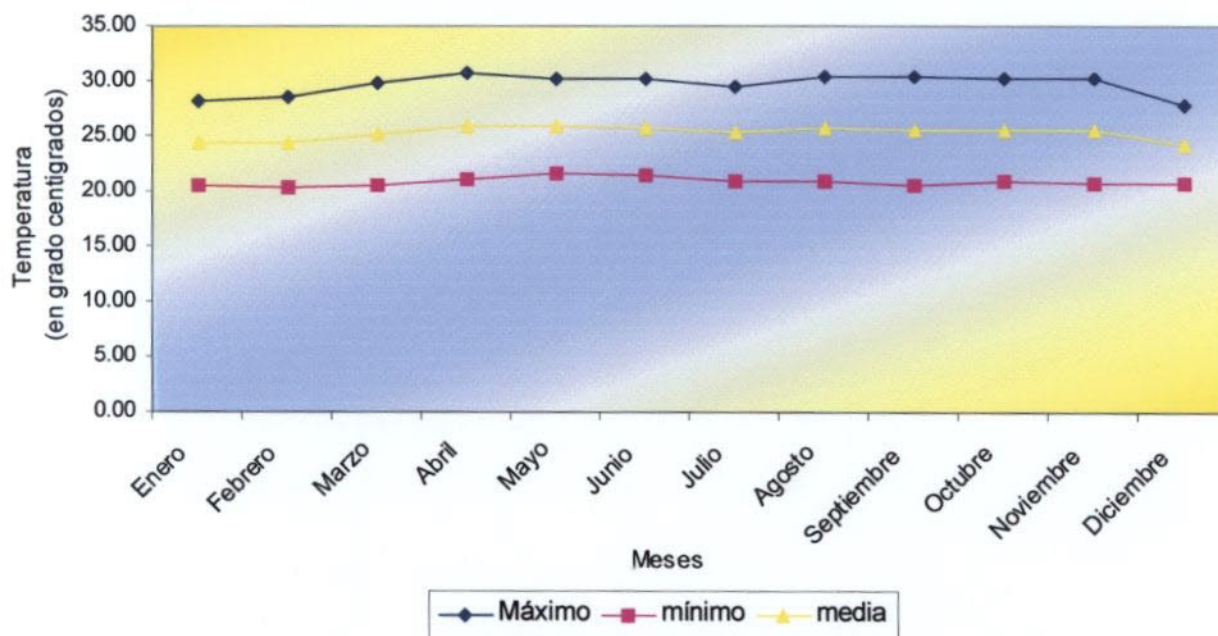 35.00
30.00
25.00
20.00
15.00
10.00
5.00
0.00
Temperatura
(en grado centigrados)
Enero
Febrero
Marzo
Abril
Mayo
Junio
Julio
Agosto
Septiembre
Octubre
Noviembre
Diciembre
Meses
Máximo mínimo media